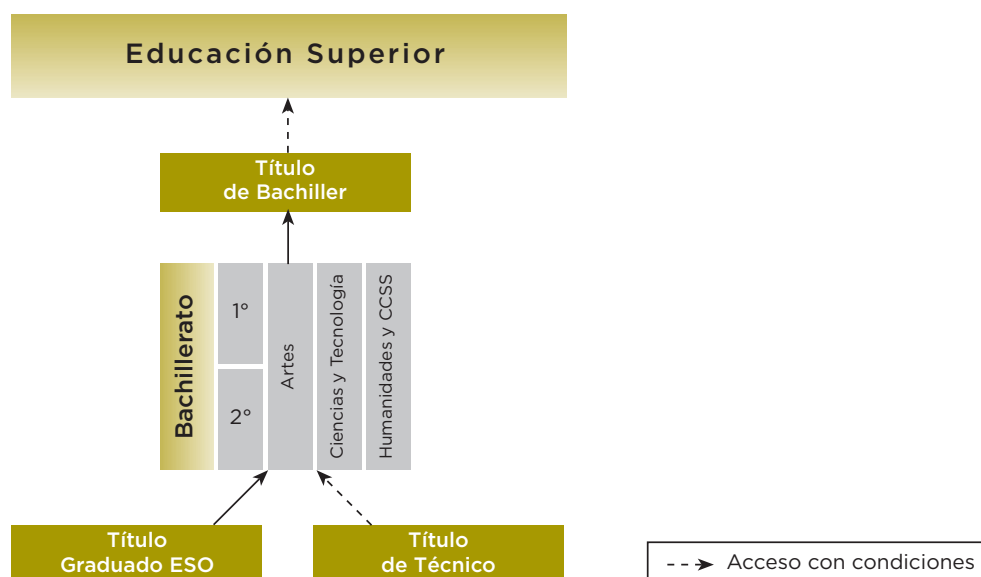 Educación Superior
Título
de Bachiller
Bachillerato
1°
2°
Artes
Ciencias y Tecnología
Humanidades y CCSS
Título
Graduado ESO
Título
de Técnico
Acceso con condiciones